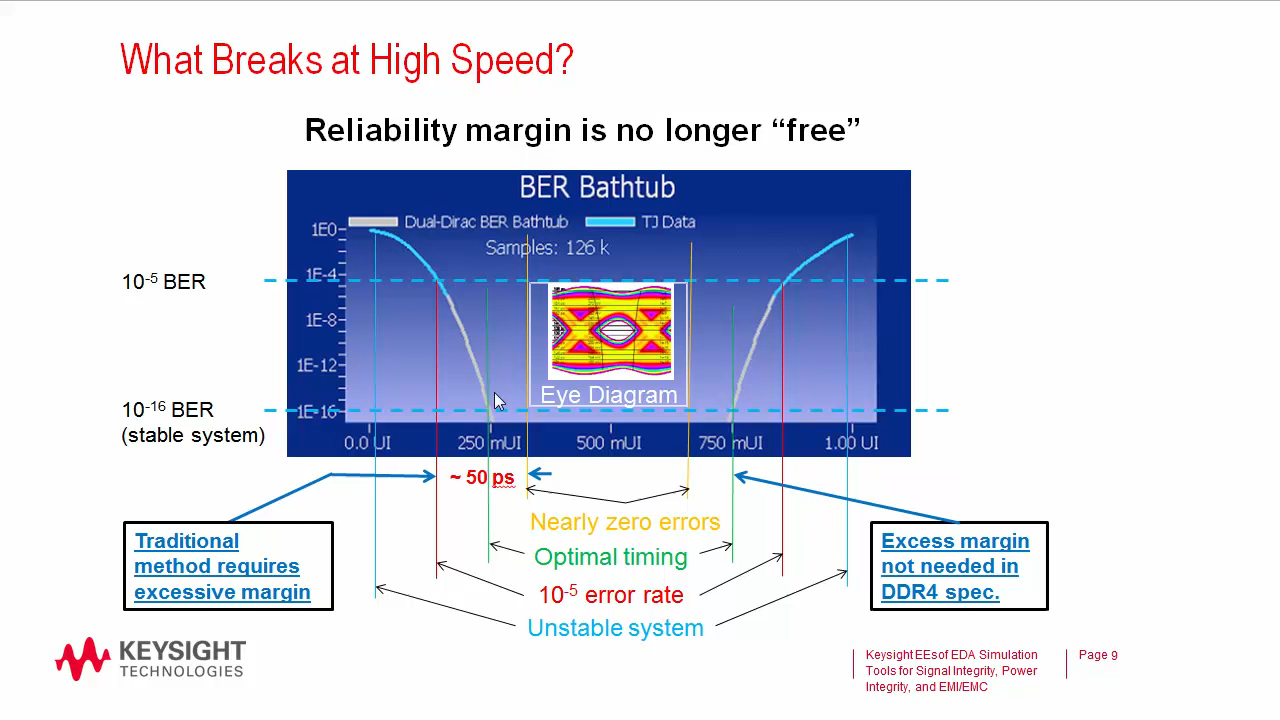 What Breaks at High Speed?
Reliability margin is no longer “free”
BER Bathtub
Dual-Dirac BER Bathtub
TJ Data
Samples: 126 k
1E0
1E-4
1E-8
1E-12
1E-16
10-5 BER
10-16 BER
(stable system)
Eye Diagram
0.0 UI
250 mUI
500 mUI
750 mUI
1.00 UI
~ 50 ps
Nearly zero errors
Optimal timing
10-5 error rate
Unstable system
Traditional
method requires
excessive margin
Excess margin
not needed in
DDR4 spec.
KEYSIGHT
TECHNOLOGIES
Keysight EEsof EDA Simulation
Tools for Signal Integrity, Power
Integrity, and EMI/EMC
Page 9